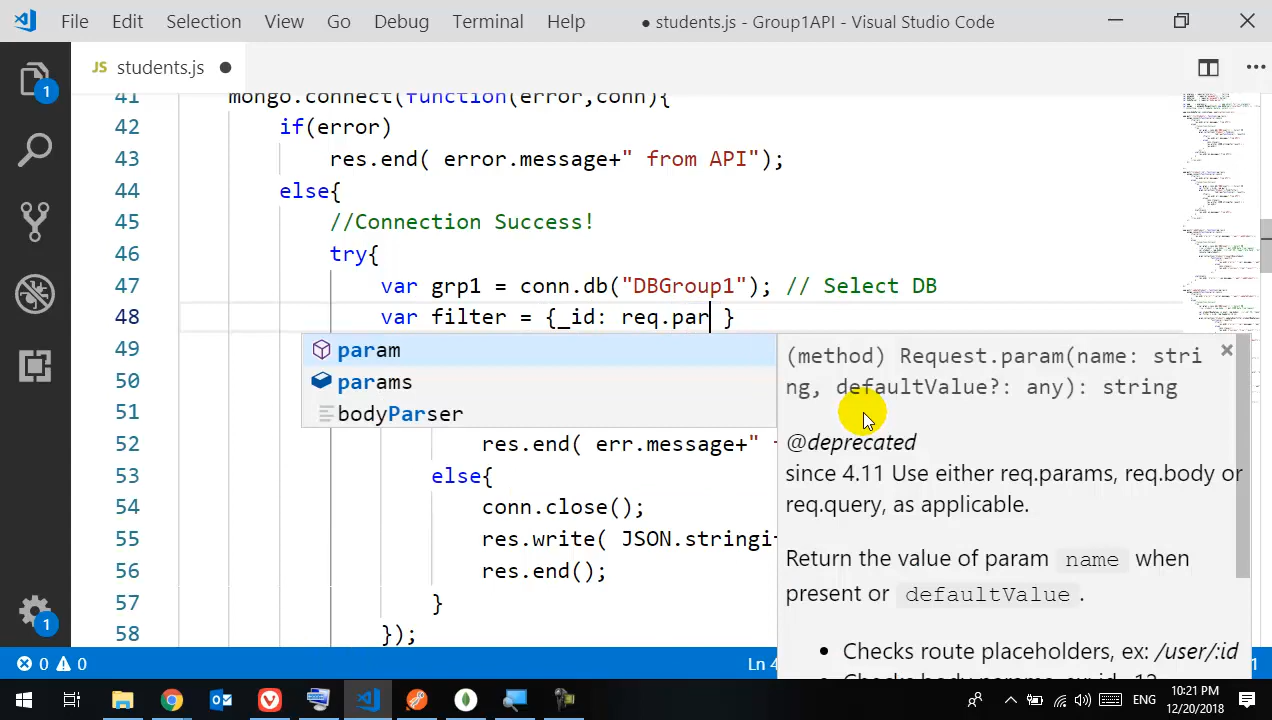 File Edit Selection View Go Debug Terminal Help ● students.js - Group1API - Visual Studio Code
JS students.js ●
41 mongo.connect(function(error,conn){
42 if(error)
43 res.end( error.message+" from API");
44 else{
45 //Connection Success!
46 try{
47 var grp1 = conn.db("DBGroup1"); // Select DB
48 var filter = {_id: req.par }
49
50
51
52 res.end( err.message+"
53 else{
54 conn.close();
55 res.write( JSON.stringi
56 res.end();
57 }
58 });
param
params
bodyParser
(method) Request.param(name: stri
ng, defaultValue?: any): string
@deprecated
since 4.11 Use either req.params, req.body or
req.query, as applicable.
Return the value of param name when
present or defaultValue .
• Checks route placeholders, ex: /user/:id
1
1
0 0
Ln 4
1
ENG
10:21 PM
12/20/2018